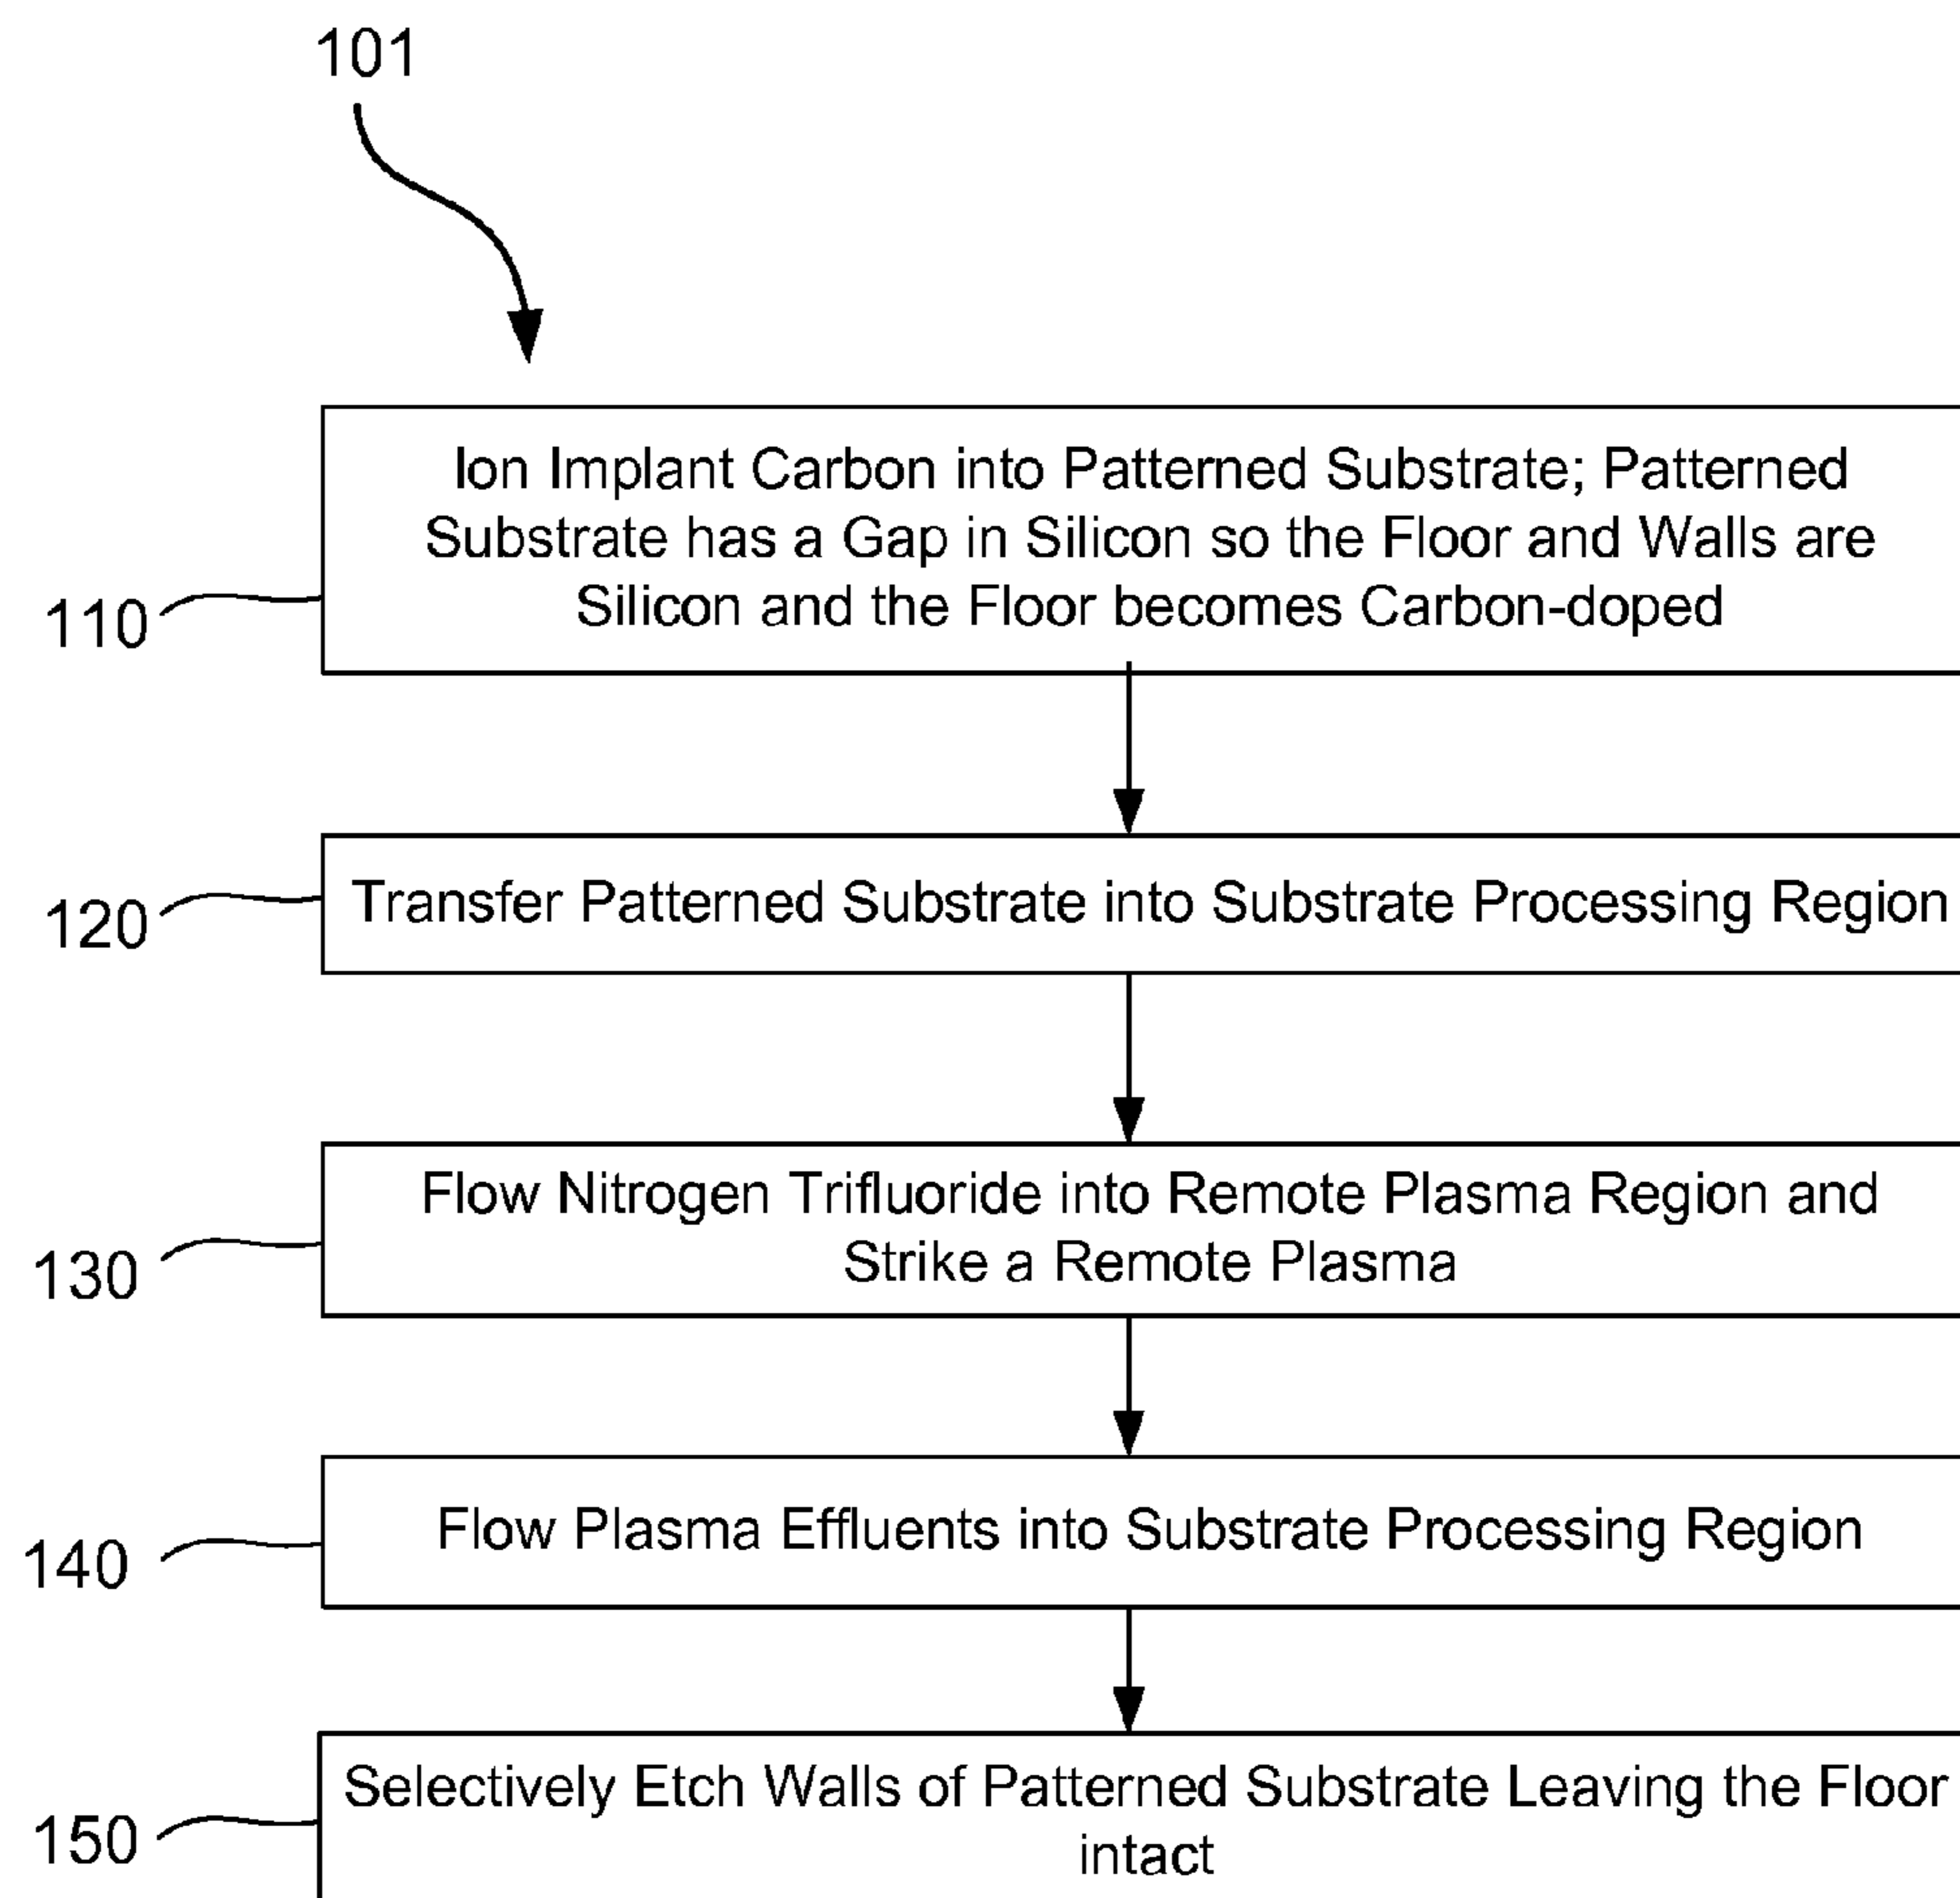 101
Ion Implant Carbon into Patterned Substrate; Patterned
Substrate has a Gap in Silicon so the Floor and Walls are
Silicon and the Floor becomes Carbon-doped
110
Transfer Patterned Substrate into Substrate Processing Region
120
Flow Nitrogen Trifluoride into Remote Plasma Region and
Strike a Remote Plasma
130
Flow Plasma Effluents into Substrate Processing Region
140
Selectively Etch Walls of Patterned Substrate Leaving the Floor
intact
150